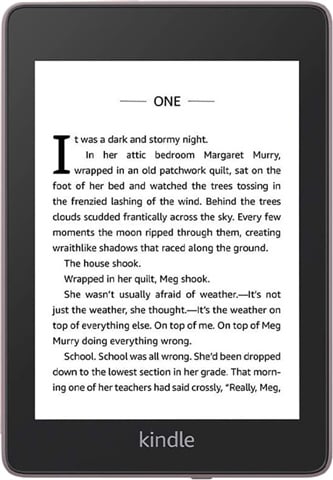 ONE
It was a dark and stormy night.
In her attic bedroom Margaret Murry,
wrapped in an old patchwork quilt, sat on the
foot of her bed and watched the trees tossing in
the frenzied lashing of the wind. Behind the trees
clouds scudded frantically across the sky. Every few
moments the moon ripped through them, creating
wraithlike shadows that raced along the ground.
The house shook.
Wrapped in her quilt, Meg shook.
She wasn't usually afraid of weather.—It's not
just the weather, she thought.—It's the weather on
top of everything else. On top of me. On top of Meg
Murry doing everything wrong.
School. School was all wrong. She'd been dropped
down to the lowest section in her grade. That morn-
ing one of her teachers had said crossly, “Really, Meg,
kindle